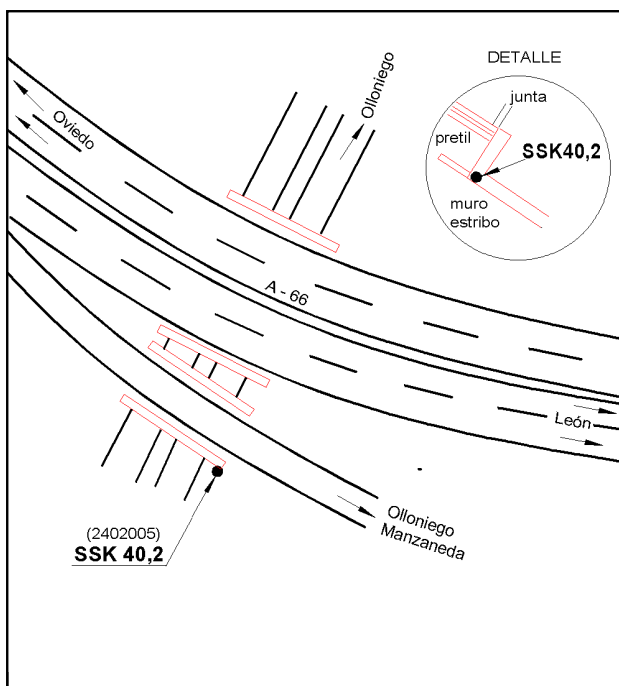 DETALLE
junta
pretil
SSK40,2
muro
estribo
Olloniego
Oviedo
A - 66
León
Olloniego
Manzaneda
(2402005)
SSK 40,2